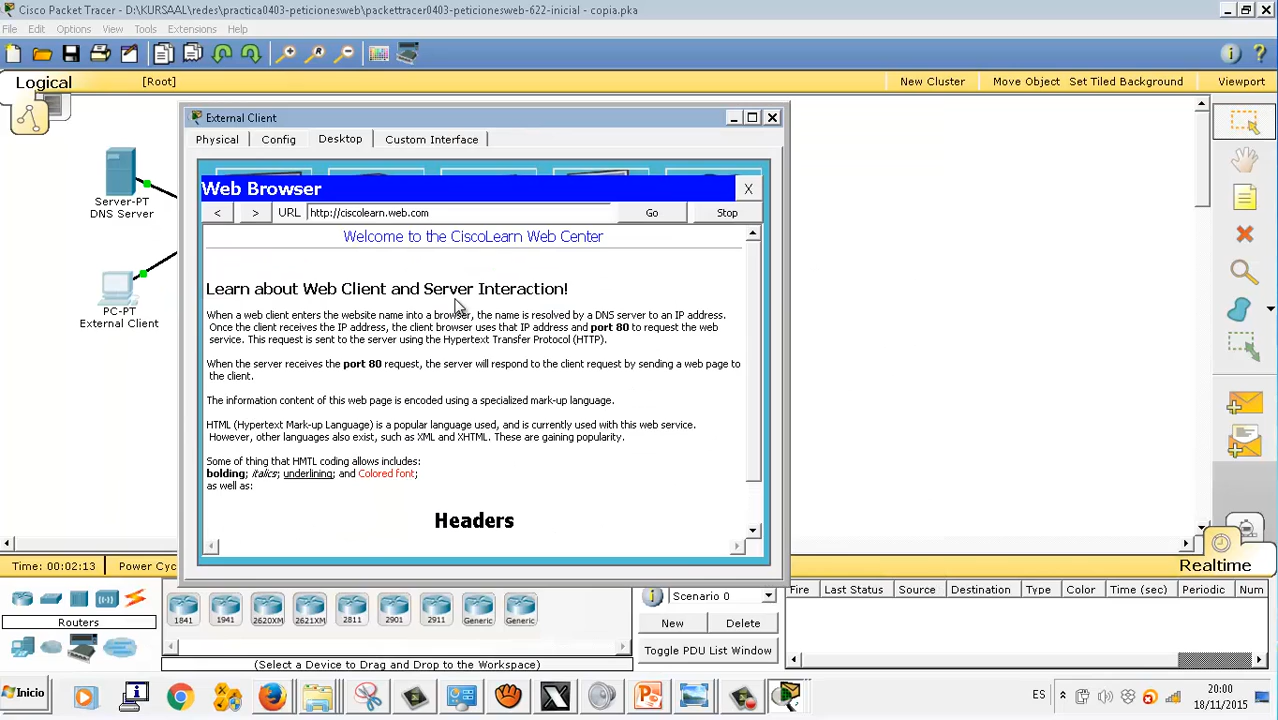 Cisco Packet Tracer - D:\KURSAAL\redes\practica0403-peticionesweb\packettracer0403-peticionesweb-622-inicial - copia.pka
File Edit Options View Tools Extensions Help
Logical [Root] New Cluster Move Object Set Tiled Background Viewport
Server-PT
DNS Server
PC-PT
External Client
External Client
Physical Config Desktop Custom Interface
Web Browser X
< > URL http://ciscolearn.web.com Go Stop
Welcome to the CiscoLearn Web Center
Learn about Web Client and Server Interaction!
When a web client enters the website name into a browser, the name is resolved by a DNS server to an IP address.
Once the client receives the IP address, the client browser uses that IP address and port 80 to request the web
service. This request is sent to the server using the Hypertext Transfer Protocol (HTTP).
When the server receives the port 80 request, the server will respond to the client request by sending a web page to
the client.
The information content of this web page is encoded using a specialized mark-up language.
HTML (Hypertext Mark-up Language) is a popular language used, and is currently used with this web service.
However, other languages also exist, such as XML and XHTML. These are gaining popularity.
Some of thing that HMTL coding allows includes:
bolding; italics; underlining; and Colored font;
as well as:
Headers
Time: 00:02:13 Power Cyc
Realtime
Routers
1841 1941 2620XM 2621XM 2811 2901 2911 Generic Generic
(Select a Device to Drag and Drop to the Workspace)
Scenario 0
New Delete
Toggle PDU List Window
Fire Last Status Source Destination Type Color Time (sec) Periodic Num
Inicio
ES
20:00
18/11/2015